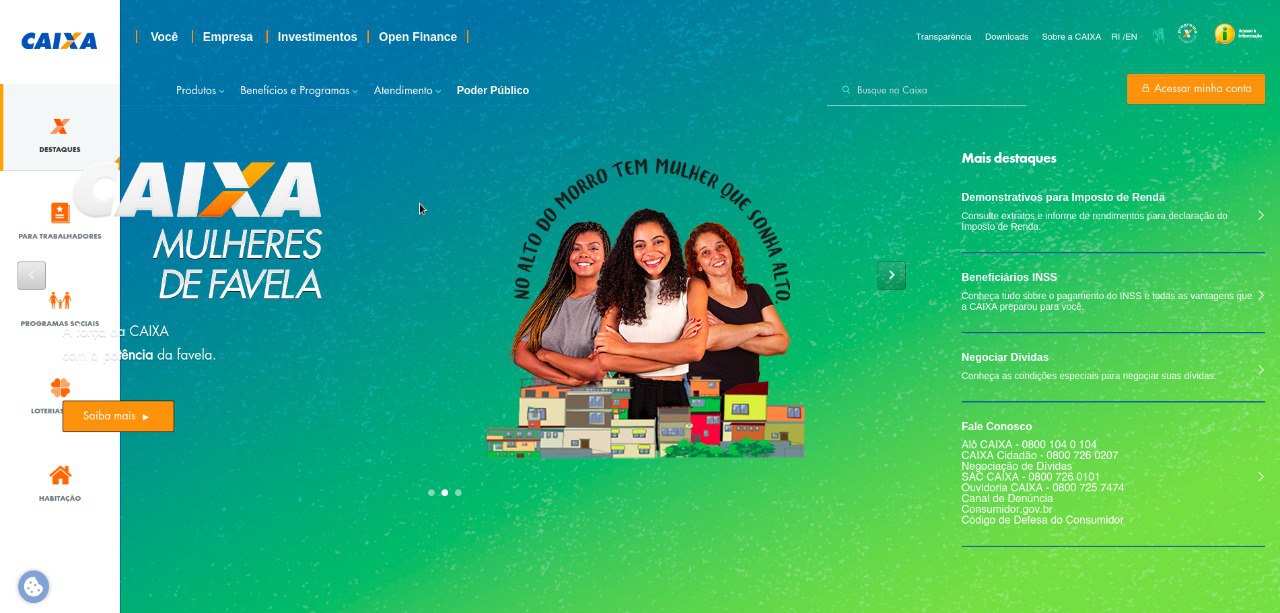 CAIXA
Você
Empresa
Investimentos
Open Finance
Transparência
Downloads
Sobre a CAIXA
RI /EN
Acesso à Informação
Produtos
Benefícios e Programas
Atendimento
Poder Público
Busque na Caixa
Acessar minha conta
DESTAQUES
PARA TRABALHADORES
PROGRAMAS SOCIAIS
LOTERIAS
HABITAÇÃO
CAIXA
MULHERES
DE FAVELA
A força da CAIXA
com a potência da favela.
Saiba mais
NO ALTO DO MORRO TEM MULHER QUE SONHA ALTO.
Mais destaques
Demonstrativos para Imposto de Renda
Consulte extratos e informe de rendimentos para declaração do
Imposto de Renda.
Beneficiários INSS
Conheça tudo sobre o pagamento do INSS e todas as vantagens que
a CAIXA preparou para você.
Negociar Dívidas
Conheça as condições especiais para negociar suas dívidas.
Fale Conosco
Alô CAIXA - 0800 104 0 104
CAIXA Cidadão - 0800 726 0207
Negociação de Dívidas
SAC CAIXA - 0800 726 0101
Ouvidoria CAIXA - 0800 725 7474
Canal de Denúncia
Consumidor.gov.br
Código de Defesa do Consumidor